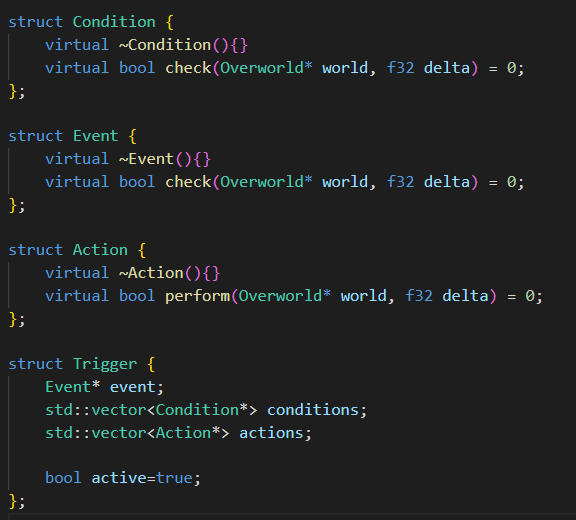 struct Condition {
    virtual ~Condition(){}
    virtual bool check(Overworld* world, f32 delta) = 0;
};

struct Event {
    virtual ~Event(){}
    virtual bool check(Overworld* world, f32 delta) = 0;
};

struct Action {
    virtual ~Action(){}
    virtual bool perform(Overworld* world, f32 delta) = 0;
};

struct Trigger {
    Event* event;
    std::vector<Condition*> conditions;
    std::vector<Action*> actions;

    bool active=true;
};